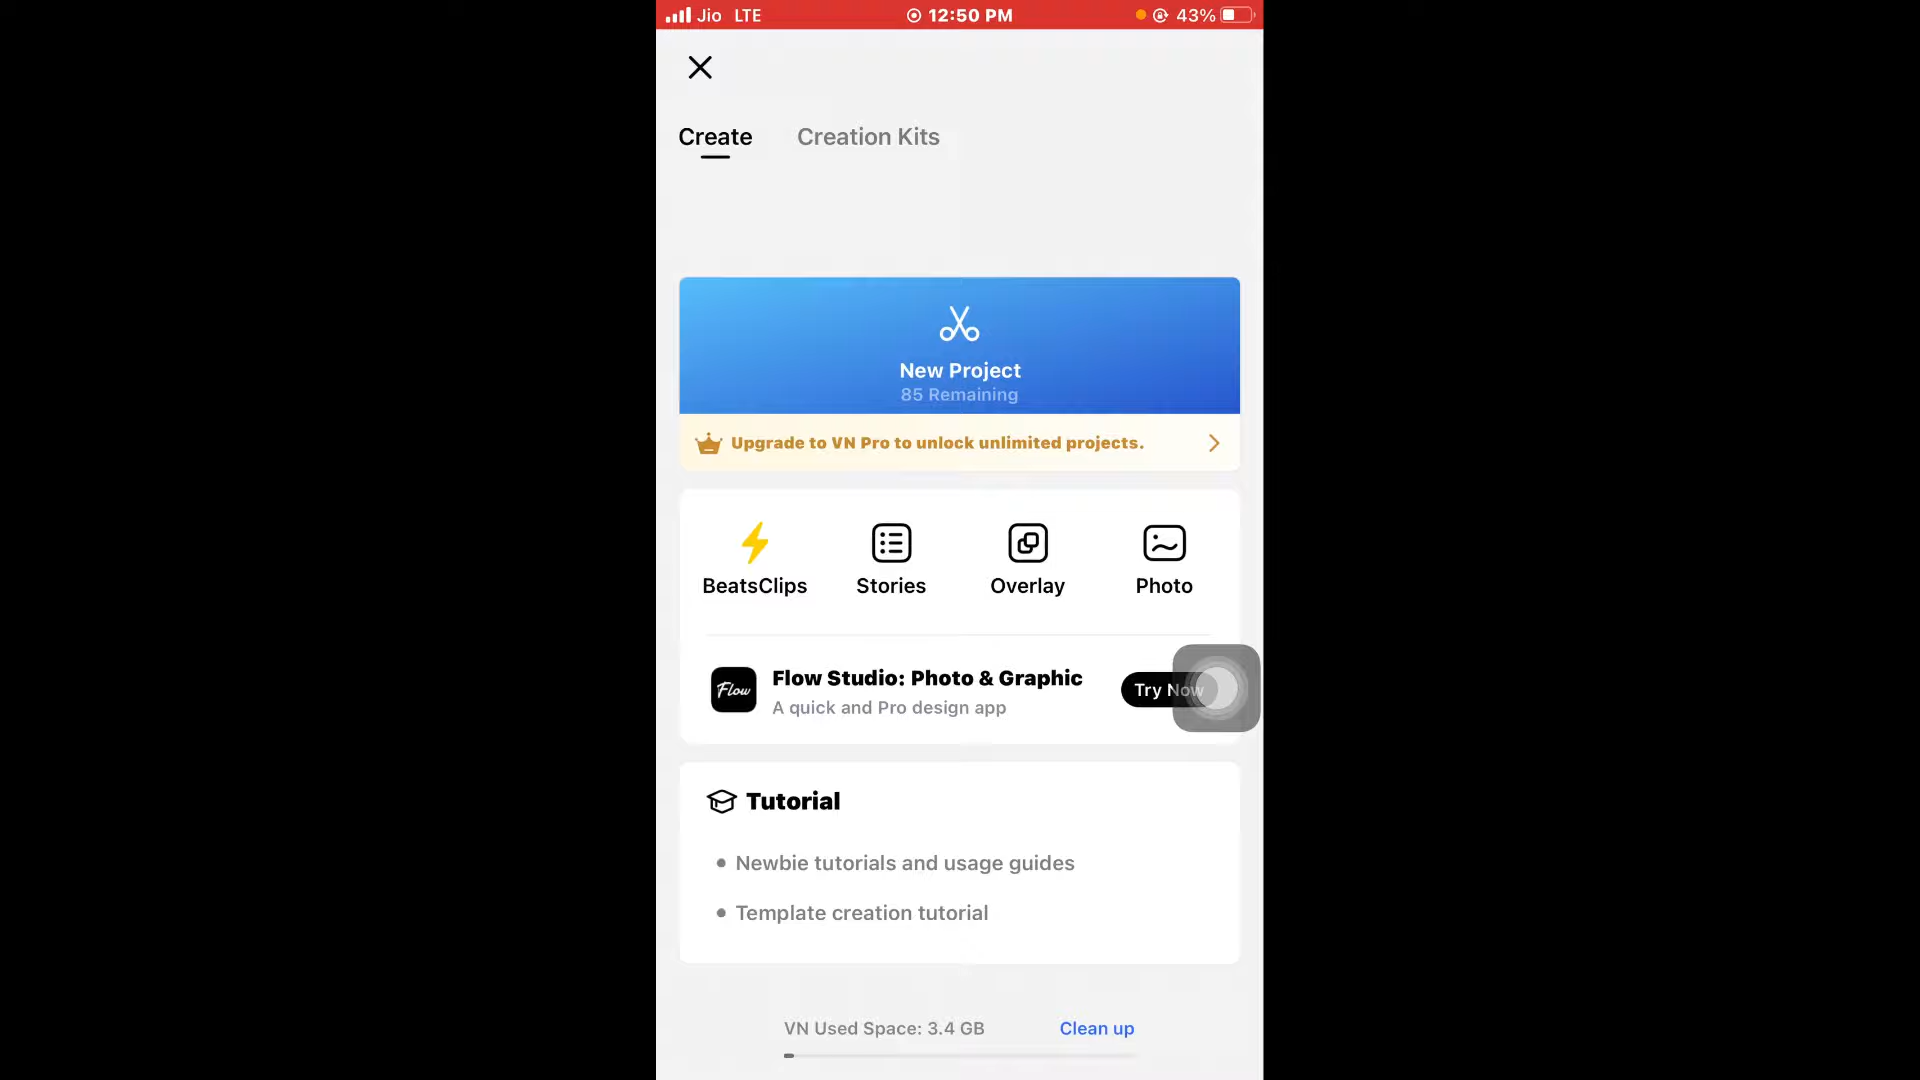 Jio LTE 12:50 PM 43%
Create Creation Kits
New Project
85 Remaining
Upgrade to VN Pro to unlock unlimited projects.
BeatsClips Stories Overlay Photo
Flow Flow Studio: Photo & Graphic
A quick and Pro design app
Try Now
Tutorial
• Newbie tutorials and usage guides
• Template creation tutorial
VN Used Space: 3.4 GB Clean up